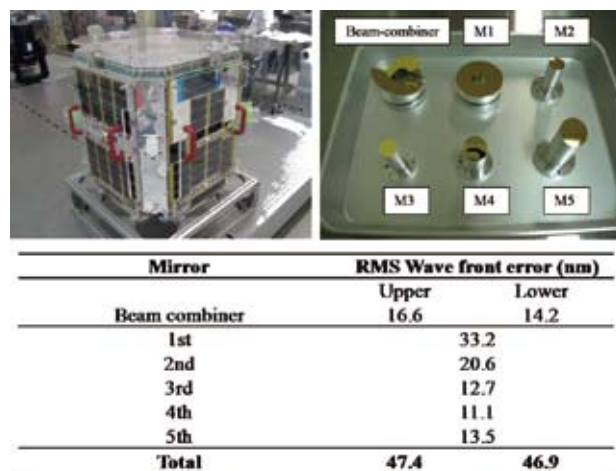 Beam-combiner M1 M2
M3 M4 M5
Mirror RMS Wave front error (nm)
Upper Lower
Beam combiner 16.6 14.2
1st 33.2
2nd 20.6
3rd 12.7
4th 11.1
5th 13.5
Total 47.4 46.9